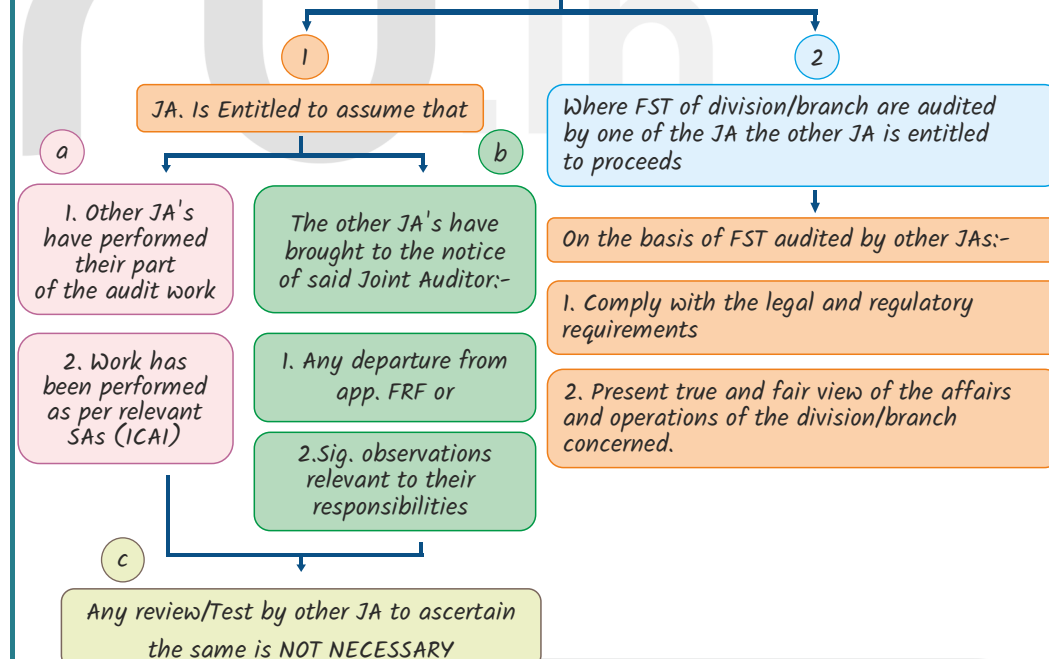 1
JA. Is Entitled to assume that
a
1. Other JA's
have performed
their part
of the audit work
2. Work has
been performed
as per relevant
SAs (ICAI)
b
The other JA's have
brought to the notice
of said Joint Auditor:-
1. Any departure from
app. FRF or
2.Sig. observations
relevant to their
responsibilities
c
Any review/Test by other JA to ascertain
the same is NOT NECESSARY
2
Where FST of division/branch are audited
by one of the JA the other JA is entitled
to proceeds
On the basis of FST audited by other JAs:-
1. Comply with the legal and regulatory
requirements
2. Present true and fair view of the affairs
and operations of the division/branch
concerned.